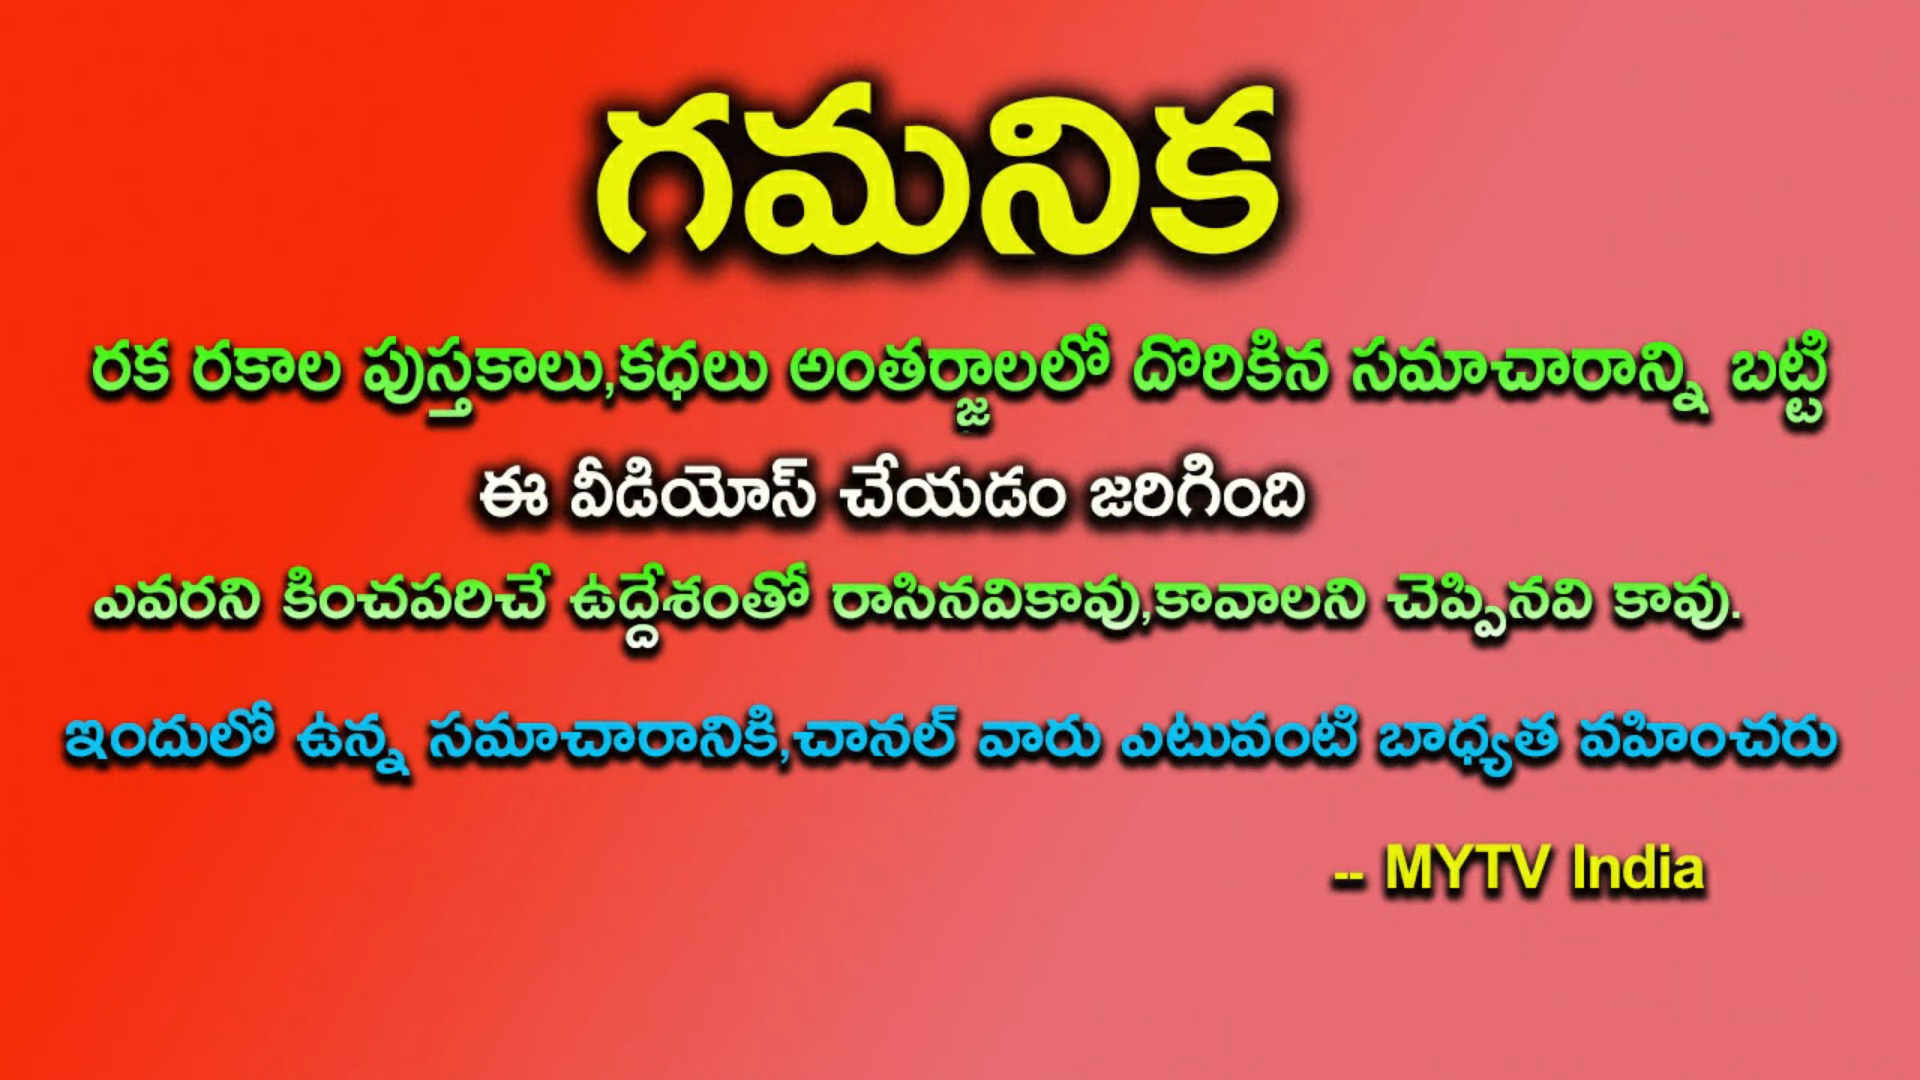 గమనిక
రక రకాల పుస్తకాలు,కధలు అంతర్జాలలో దొరికిన సమాచారాన్ని బట్టి
ఈ వీడియోస్ చేయడం జరిగింది
ఎవరని కించపరిచే ఉద్దేశంతో రాసినవికావు,కావాలని చెప్పినవి కావు.
ఇందులో ఉన్న సమాచారానికి,చానల్ వారు ఎటువంటి బాధ్యత వహించరు
-- MYTV India